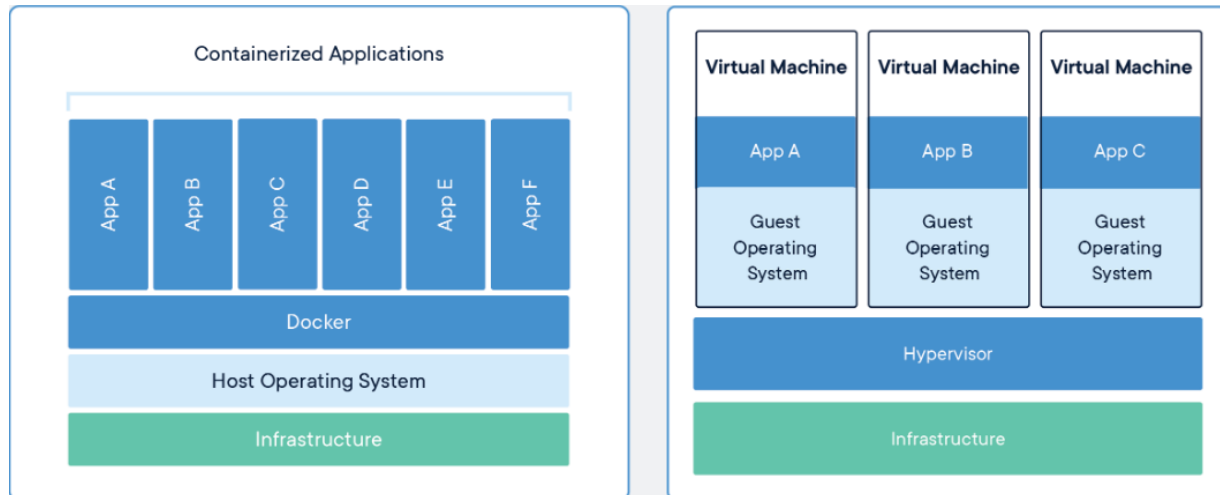 Containerized Applications
App A
App B
App C
App D
App E
App F
Docker
Host Operating System
Infrastructure
Virtual Machine
App A
Guest
Operating
System
Virtual Machine
App B
Guest
Operating
System
Virtual Machine
App C
Guest
Operating
System
Hypervisor
Infrastructure